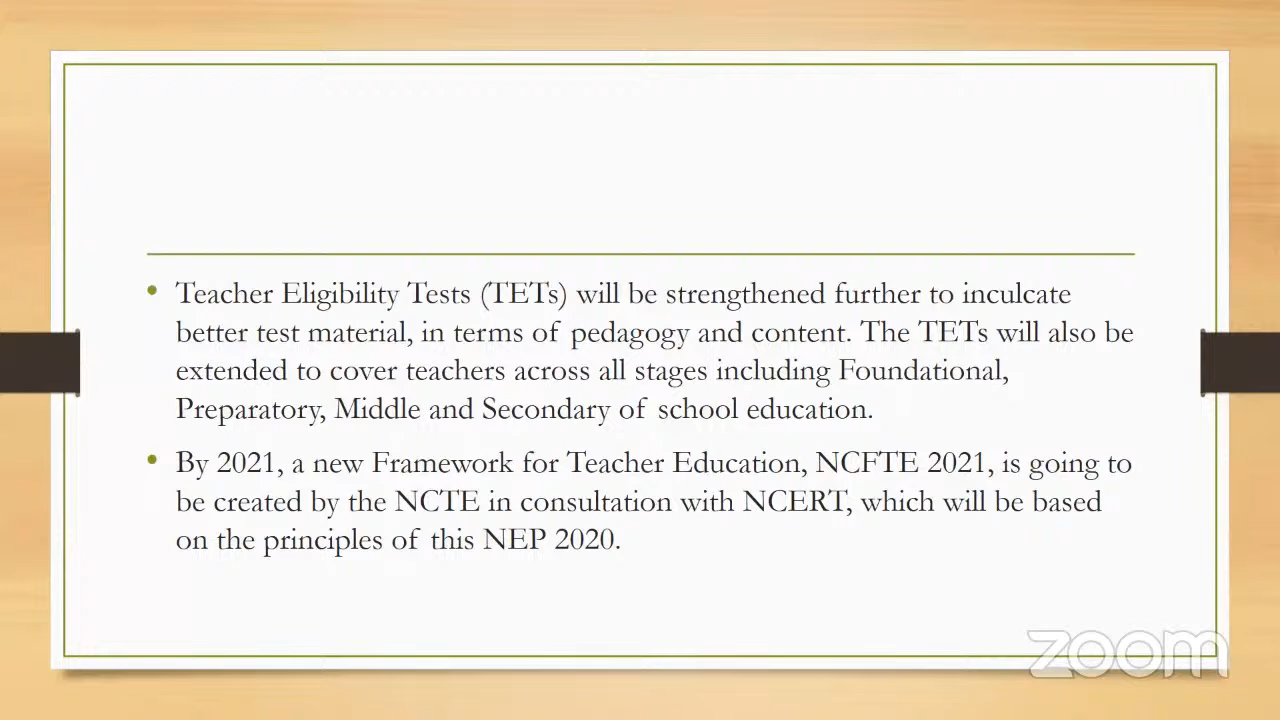 • Teacher Eligibility Tests (TETs) will be strengthened further to inculcate
better test material, in terms of pedagogy and content. The TETs will also be
extended to cover teachers across all stages including Foundational,
Preparatory, Middle and Secondary of school education.
• By 2021, a new Framework for Teacher Education, NCFTE 2021, is going to
be created by the NCTE in consultation with NCERT, which will be based
on the principles of this NEP 2020.
zoom